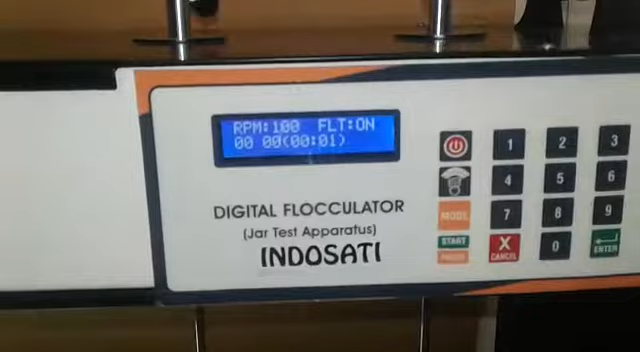 RPM:100 FLT:ON
00 00(00:01)
DIGITAL FLOCCULATOR
(Jar Test Apparatus)
INDOSATI
1 2 3
4 5 6
MODE 7 8 9
START
X
CANCEL
0
ENTER